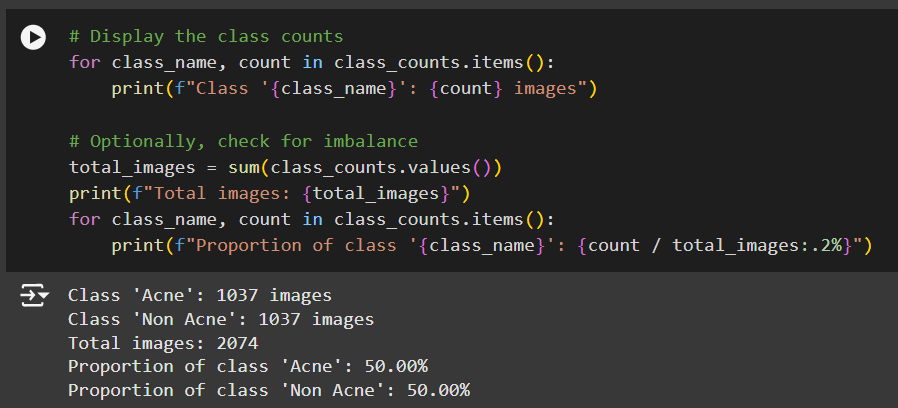 # Display the class counts
for class_name, count in class_counts.items():
    print(f"Class '{class_name}': {count} images")

# Optionally, check for imbalance
total_images = sum(class_counts.values())
print(f"Total images: {total_images}")
for class_name, count in class_counts.items():
    print(f"Proportion of class '{class_name}': {count / total_images:.2%}")
Class 'Acne': 1037 images
Class 'Non Acne': 1037 images
Total images: 2074
Proportion of class 'Acne': 50.00%
Proportion of class 'Non Acne': 50.00%